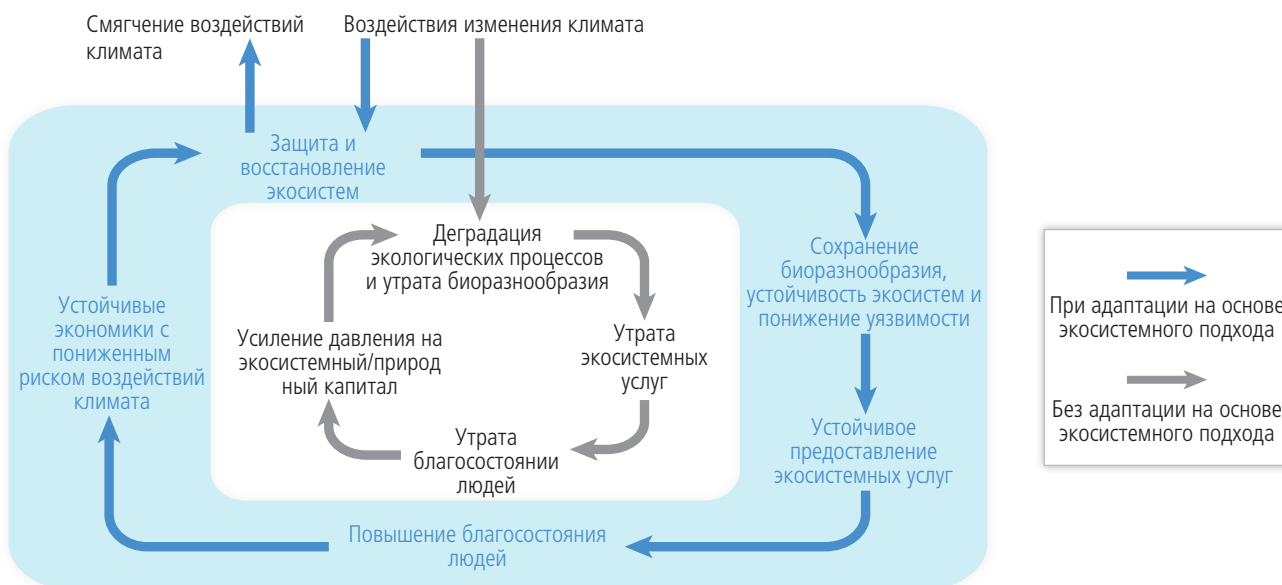 Смягчение воздействий
климата
Воздействия изменения климата
Защита и
восстановление
экосистем
Деградация
экологических процессов
и утрата биоразнообразия
Утрата
экосистемных
услуг
Утрата
благосостоянии
людей
Усиление давления на
экосистемный/природ
ный капитал
Сохранение
биоразнообразия,
устойчивость экосистем и
понижение уязвимости
Устойчивое
предоставление
экосистемных услуг
Повышение благосостояния
людей
Устойчивые
экономики с
пониженным
риском воздействий
климата
При адаптации на основе
экосистемного подхода
Без адаптации на основе
экосистемного подхода